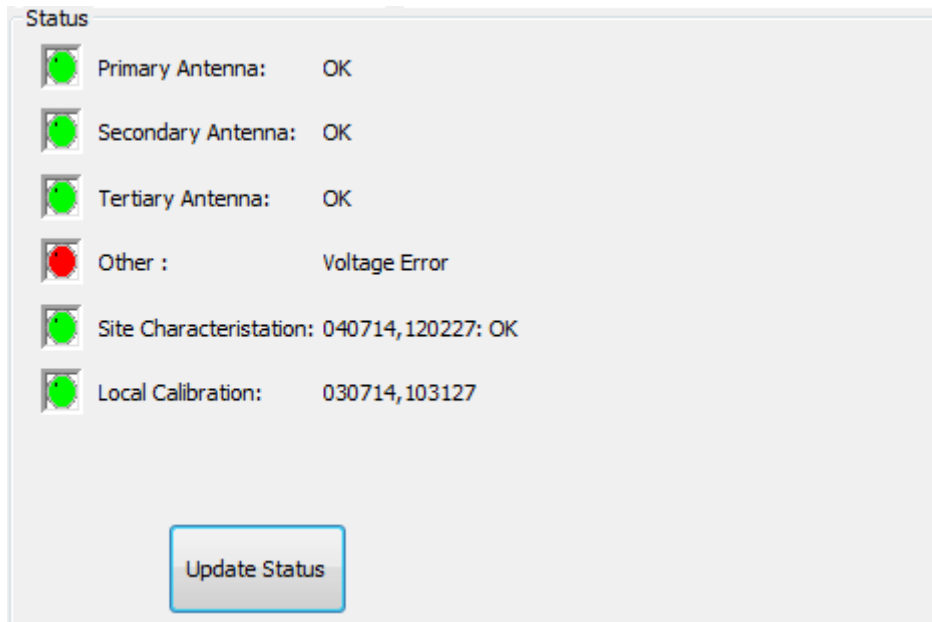 Status
Primary Antenna: OK
Secondary Antenna: OK
Tertiary Antenna: OK
Other : Voltage Error
Site Characteristation: 040714,120227: OK
Local Calibration: 030714,103127
Update Status